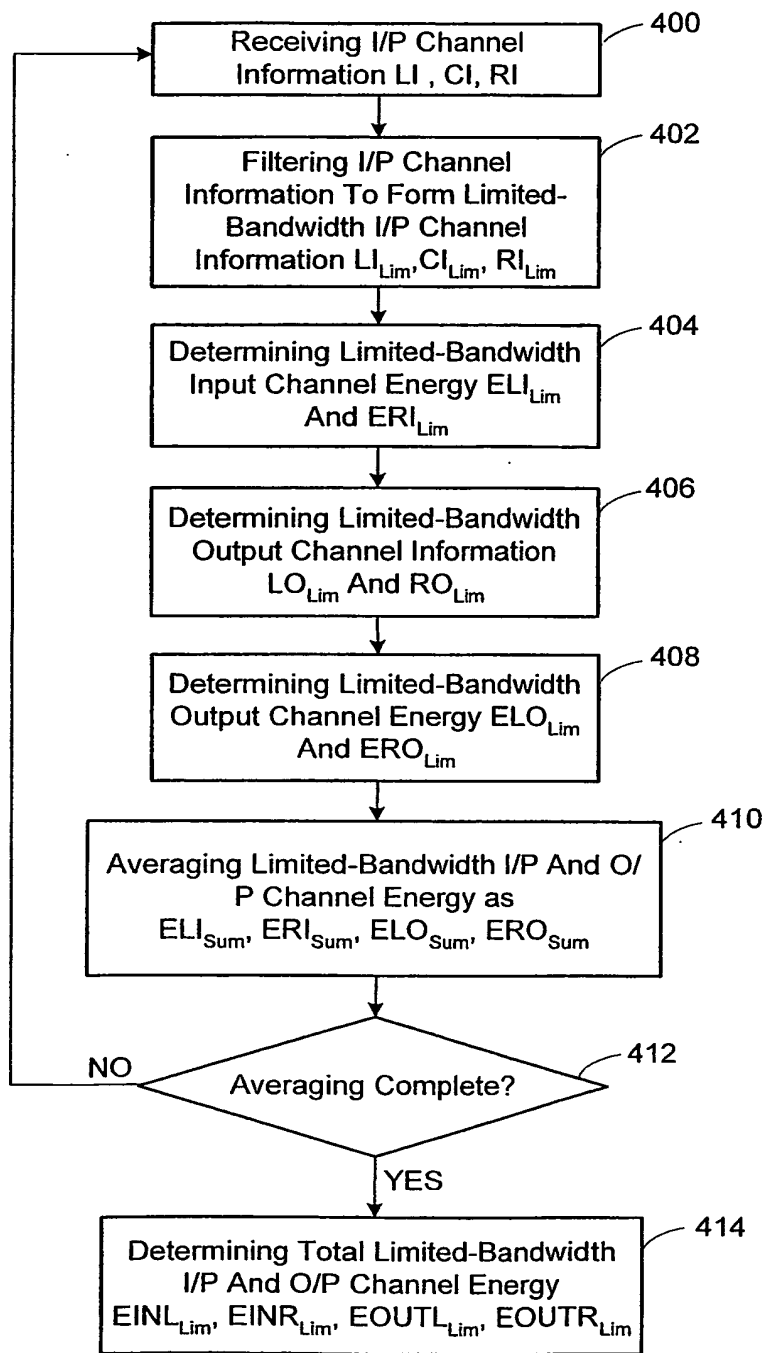 400
Receiving I/P Channel
Information LI , CI, RI
402
Filtering I/P Channel
Information To Form Limited-
Bandwidth I/P Channel
Information LI_Lim,CI_Lim, RI_Lim
404
Determining Limited-Bandwidth
Input Channel Energy ELI_Lim
And ERI_Lim
406
Determining Limited-Bandwidth
Output Channel Information
LO_Lim And RO_Lim
408
Determining Limited-Bandwidth
Output Channel Energy ELO_Lim
And ERO_Lim
410
Averaging Limited-Bandwidth I/P And O/
P Channel Energy as
ELI_Sum, ERI_Sum, ELO_Sum, ERO_Sum
412
NO
Averaging Complete?
YES
414
Determining Total Limited-Bandwidth
I/P And O/P Channel Energy
EINL_Lim, EINR_Lim, EOUTL_Lim, EOUTR_Lim